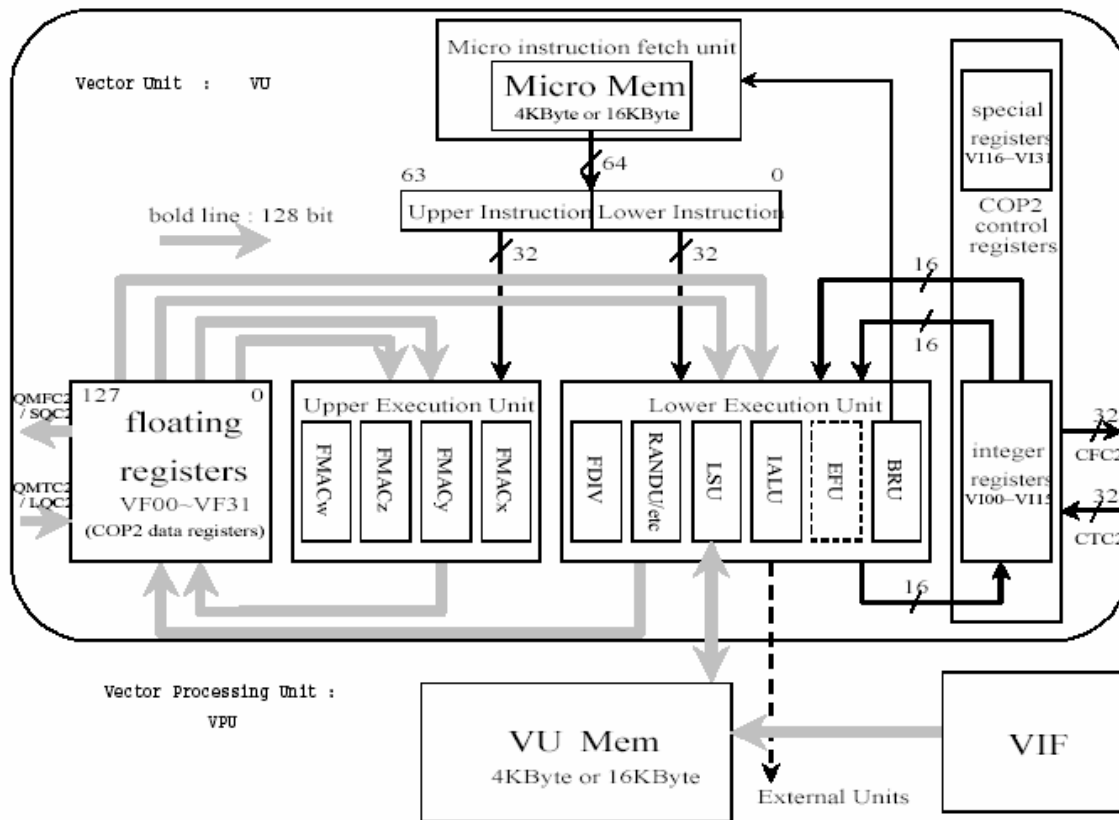 Micro instruction fetch unit
Micro Mem
4KByte or 16KByte
Vector Unit : VU
special
registers
VI16~VI31
COP2
control
registers
64
63
0
Upper Instruction
Lower Instruction
bold line : 128 bit
32
32
16
16
127
0
floating
registers
VF00~VF31
(COP2 data registers)
QMFC2
/ SQC2
QMTC2
/ LQC2
Upper Execution Unit
FMACw
FMACz
FMACy
FMACx
Lower Execution Unit
FDIV
RANDU/etc
LSU
IALU
EFU
BRU
integer
registers
VI00~VI15
32
CFC2
32
CTC2
16
Vector Processing Unit :
VPU
VU Mem
4KByte or 16KByte
VIF
External Units